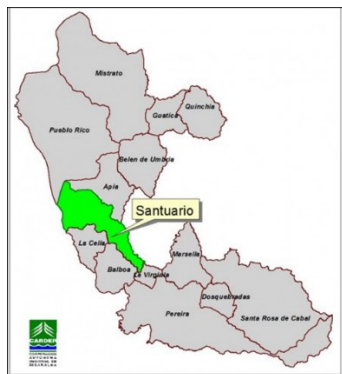 Mistrato
Quinchia
Guatica
Pueblo Rico
Belen de Umbria
Apia
Santuario
La Celia
Marsella
Balboa
La Virginia
Dosquebradas
Pereira
Santa Rosa de Cabal
CARDER